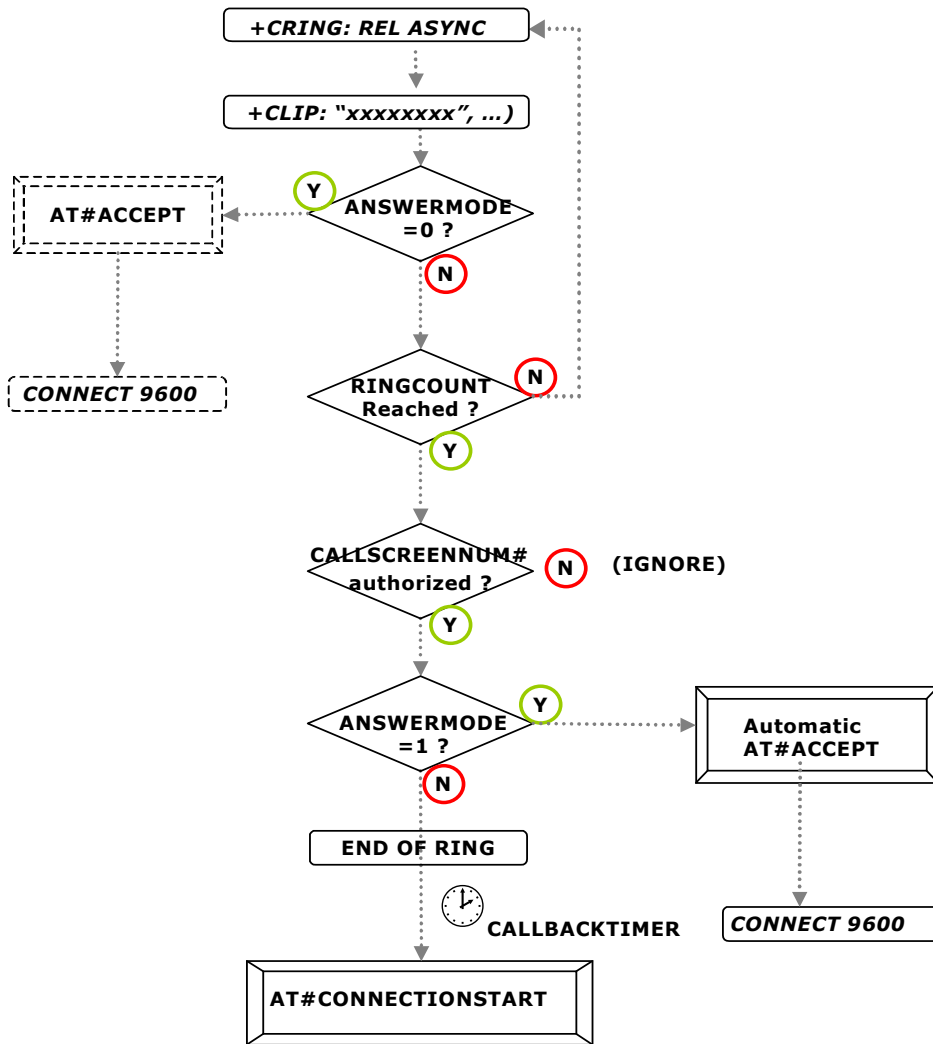 +CRING: REL ASYNC
+CLIP: “xxxxxxxx”, …)
Y
AT#ACCEPT
ANSWERMODE
=0 ?
N
CONNECT 9600
RINGCOUNT
Reached ?
N
Y
CALLSCREENNUM#
authorized ?
N
(IGNORE)
Y
ANSWERMODE
=1 ?
Y
Automatic
AT#ACCEPT
N
END OF RING
CALLBACKTIMER
CONNECT 9600
AT#CONNECTIONSTART